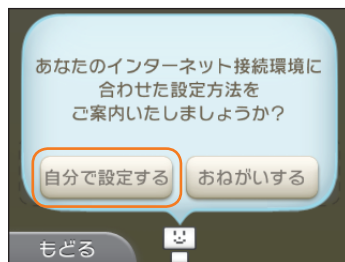 あなたのインターネット接続環境に
合わせた設定方法を
ご案内いたしましょうか?
自分で設定する おねがいする
もどる